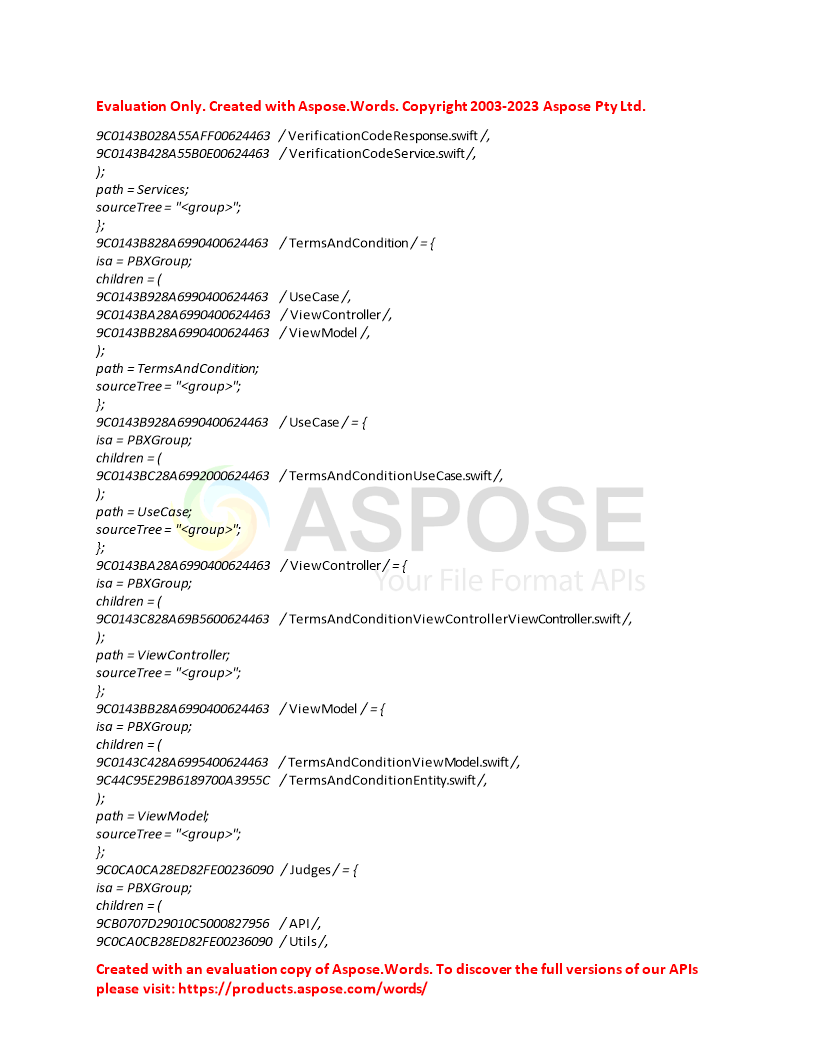 Evaluation Only. Created with Aspose.Words. Copyright 2003-2023 Aspose Pty Ltd.
9C0143B028A55AFF00624463 / VerificationCodeResponse.swift /,
9C0143B428A55B0E00624463 / VerificationCodeService.swift /,
);
path = Services;
sourceTree = "<group>";
};
9C0143B828A6990400624463 / TermsAndCondition / = {
isa = PBXGroup;
children = (
9C0143B928A6990400624463 / UseCase /,
9C0143BA28A6990400624463 / ViewController /,
9C0143BB28A6990400624463 / ViewModel /,
);
path = TermsAndCondition;
sourceTree = "<group>";
};
9C0143B928A6990400624463 / UseCase / = {
isa = PBXGroup;
children = (
9C0143BC28A6992000624463 / TermsAndConditionUseCase.swift /,
);
path = UseCase;
sourceTree = "<group>";
};
9C0143BA28A6990400624463 / ViewController / = {
isa = PBXGroup;
children = (
9C0143C828A69B5600624463 / TermsAndConditionViewControllerViewController.swift /,
);
path = ViewController;
sourceTree = "<group>";
};
9C0143BB28A6990400624463 / ViewModel / = {
isa = PBXGroup;
children = (
9C0143C428A6995400624463 / TermsAndConditionViewModel.swift /,
9C44C95E29B6189700A3955C / TermsAndConditionEntity.swift /,
);
path = ViewModel;
sourceTree = "<group>";
};
9C0CA0CA28ED82FE00236090 / Judges / = {
isa = PBXGroup;
children = (
9CB0707D29010C5000827956 / API /,
9C0CA0CB28ED82FE00236090 / Utils /,
ASPOSE
Your File Format APIs
Created with an evaluation copy of Aspose.Words. To discover the full versions of our APIs
please visit: https://products.aspose.com/words/